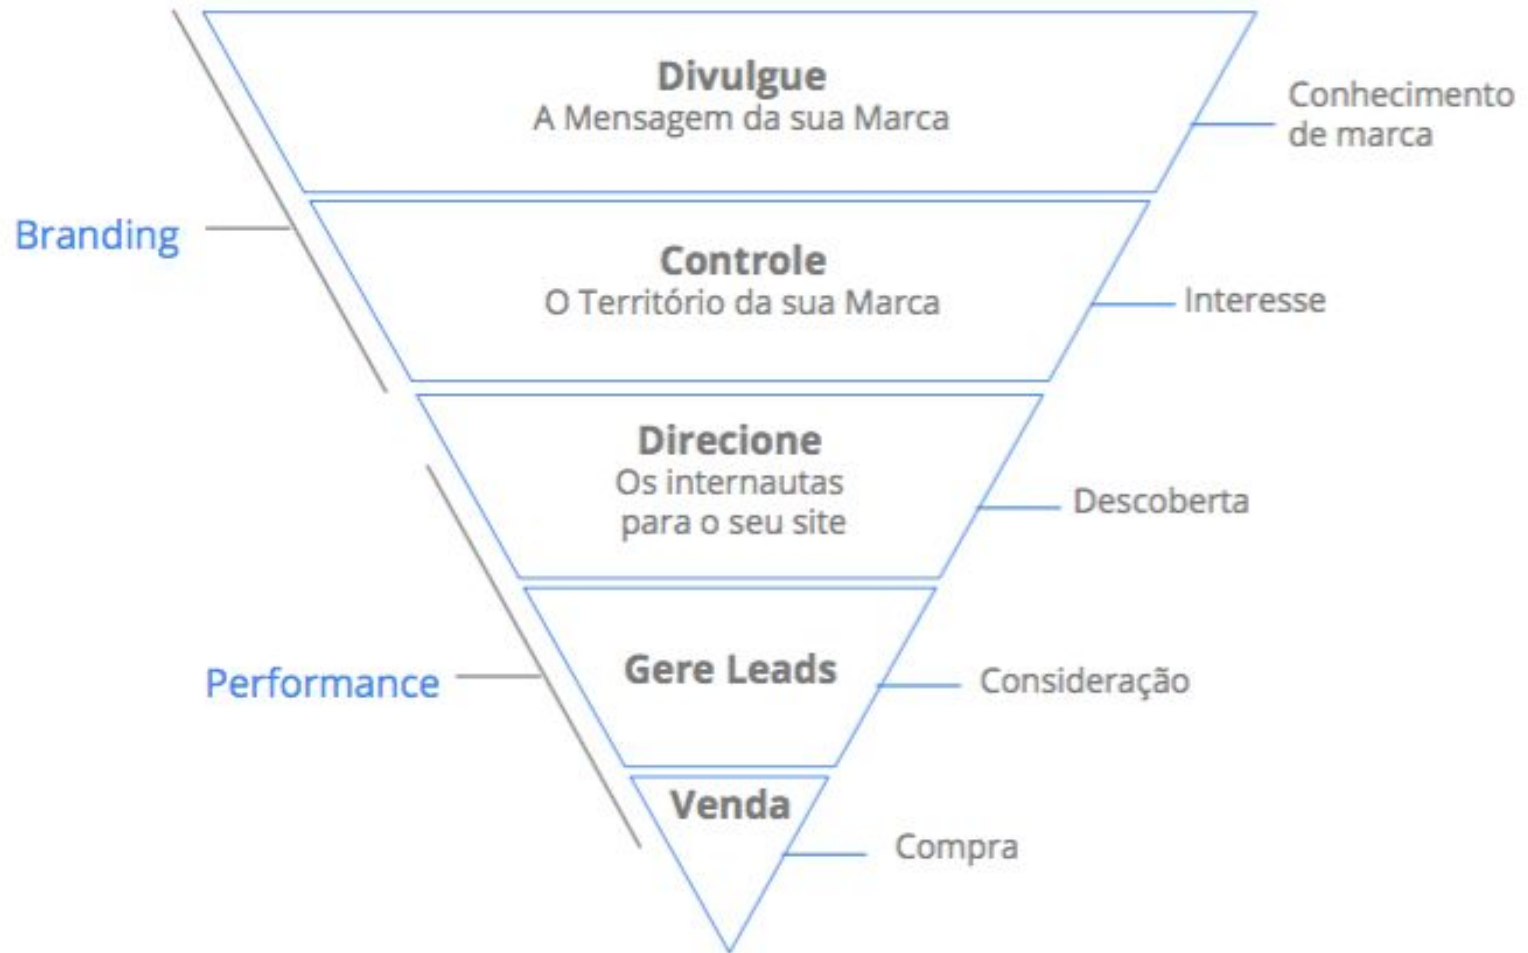 Divulgue
A Mensagem da sua Marca
Conhecimento
de marca
Branding
Controle
O Território da sua Marca
Interesse
Direcione
Os internautas
para o seu site
Descoberta
Performance
Gere Leads
Consideração
Venda
Compra